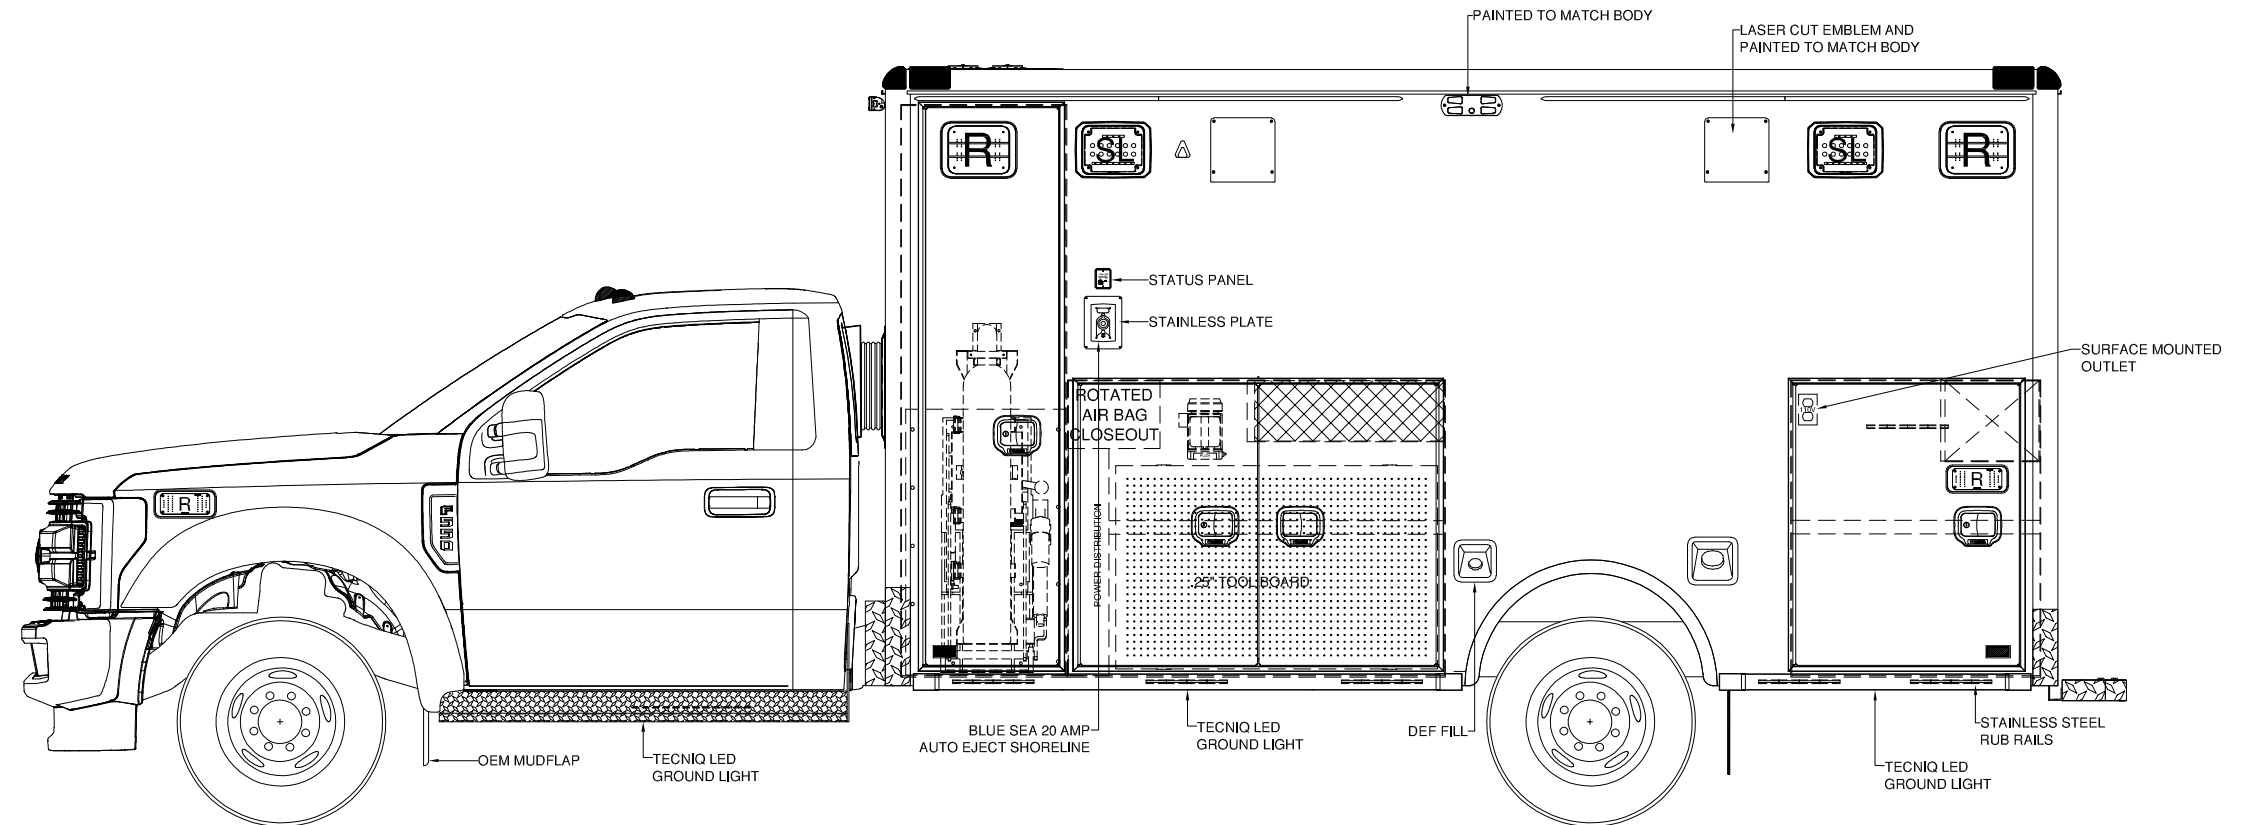 PAINTED TO MATCH BODY
LASER CUT EMBLEM AND
PAINTED TO MATCH BODY
R
SL
SL
R
STATUS PANEL
STAINLESS PLATE
SURFACE MOUNTED
OUTLET
ROTATED
AIR BAG
CLOSEOUT
R
R
F550
POWER DISTRIBUTION
.25" TOOL BOARD
BLUE SEA 20 AMP
AUTO EJECT SHORELINE
TECNIQ LED
GROUND LIGHT
DEF FILL
STAINLESS STEEL
RUB RAILS
OEM MUDFLAP
TECNIQ LED
GROUND LIGHT
TECNIQ LED
GROUND LIGHT